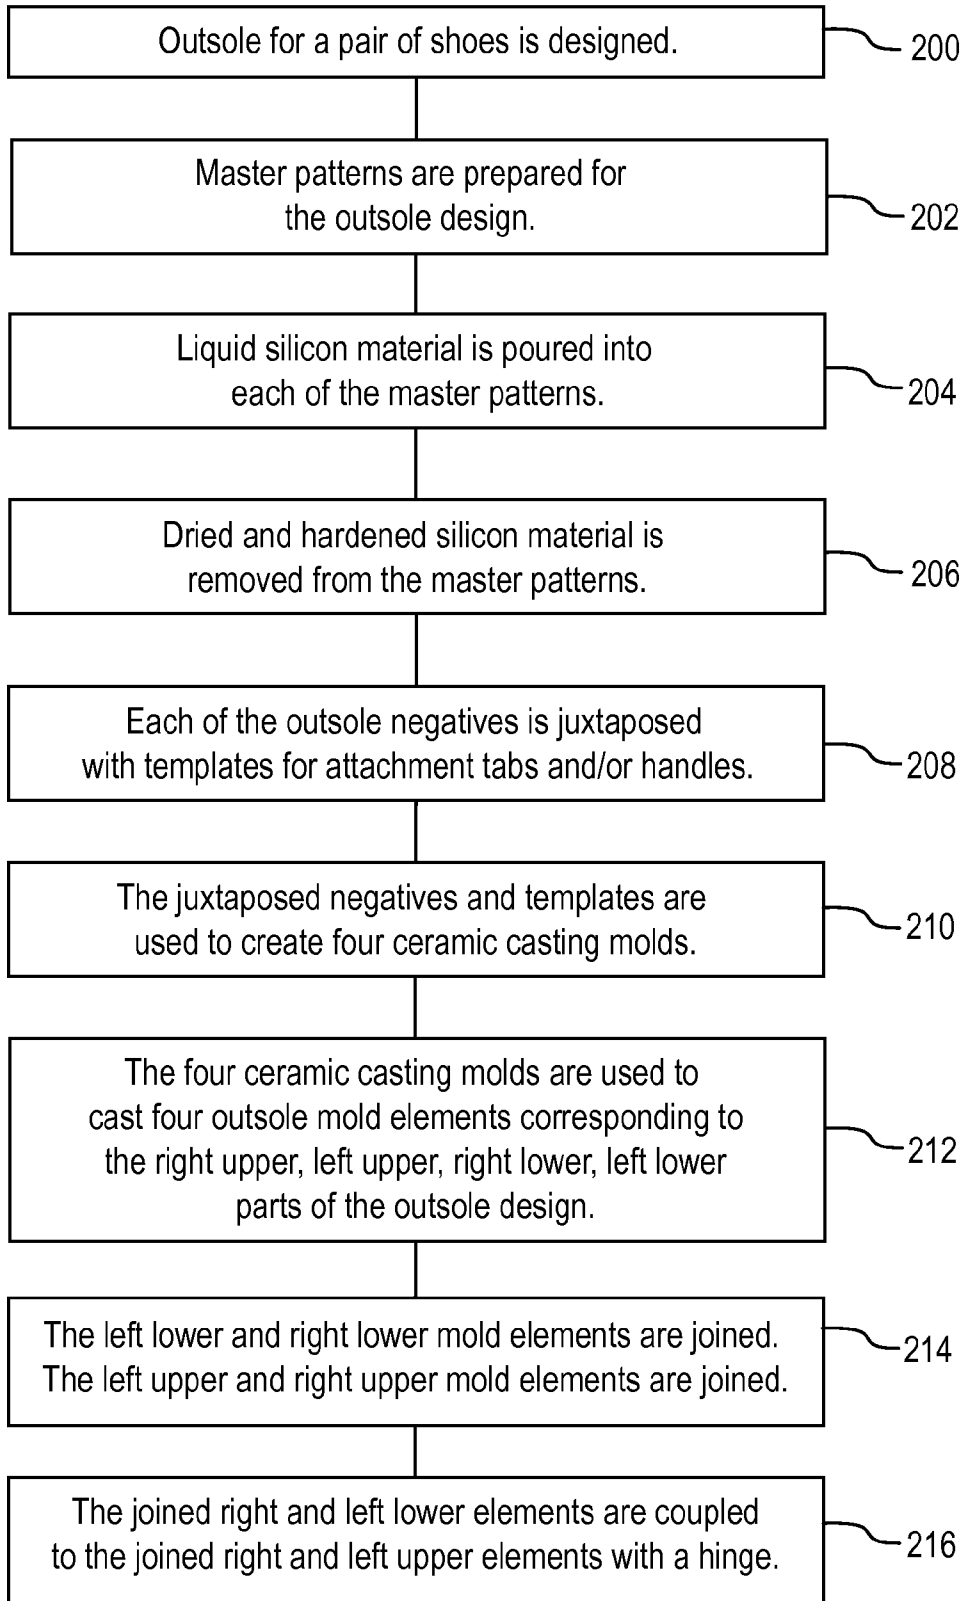 Outsole for a pair of shoes is designed.
200
Master patterns are prepared for
the outsole design.
202
Liquid silicon material is poured into
each of the master patterns.
204
Dried and hardened silicon material is
removed from the master patterns.
206
Each of the outsole negatives is juxtaposed
with templates for attachment tabs and/or handles.
208
The juxtaposed negatives and templates are
used to create four ceramic casting molds.
210
The four ceramic casting molds are used to
cast four outsole mold elements corresponding to
the right upper, left upper, right lower, left lower
parts of the outsole design.
212
The left lower and right lower mold elements are joined.
The left upper and right upper mold elements are joined.
214
The joined right and left lower elements are coupled
to the joined right and left upper elements with a hinge.
216